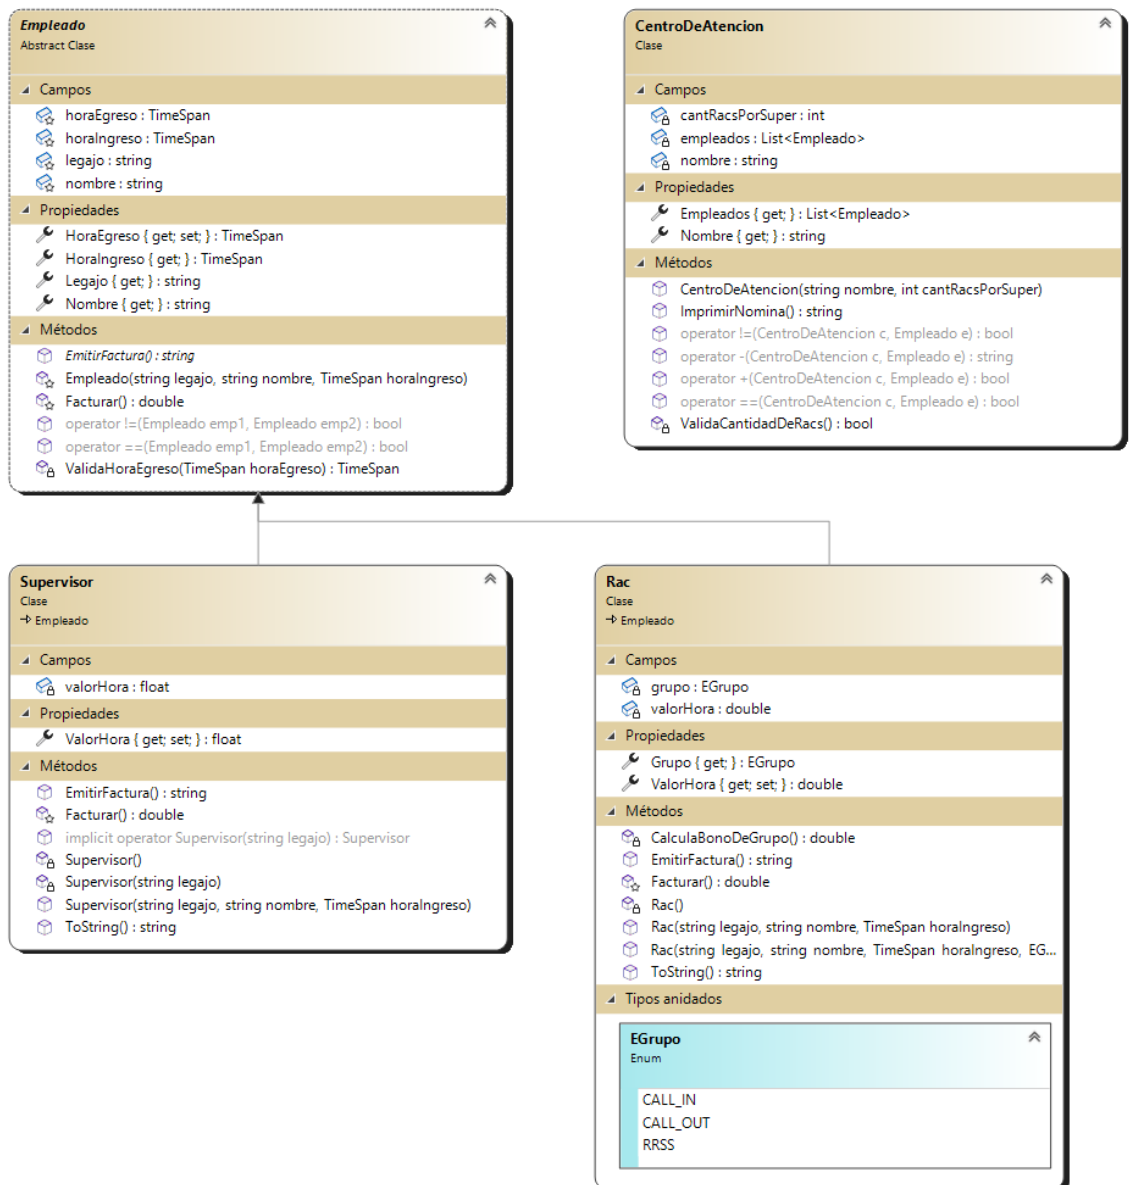 Empleado
Abstract Clase
Campos
horaEgreso : TimeSpan
horaIngreso : TimeSpan
legajo : string
nombre : string
Propiedades
HoraEgreso { get; set; } : TimeSpan
HoraIngreso { get; } : TimeSpan
Legajo { get; } : string
Nombre { get; } : string
Métodos
EmitirFactura() : string
Empleado(string legajo, string nombre, TimeSpan horaIngreso)
Facturar() : double
operator !=(Empleado emp1, Empleado emp2) : bool
operator ==(Empleado emp1, Empleado emp2) : bool
ValidaHoraEgreso(TimeSpan horaEgreso) : TimeSpan
CentroDeAtencion
Clase
Campos
cantRacsPorSuper : int
empleados : List<Empleado>
nombre : string
Propiedades
Empleados { get; } : List<Empleado>
Nombre { get; } : string
Métodos
CentroDeAtencion(string nombre, int cantRacsPorSuper)
ImprimirNomina() : string
operator !=(CentroDeAtencion c, Empleado e) : bool
operator -(CentroDeAtencion c, Empleado e) : string
operator +(CentroDeAtencion c, Empleado e) : bool
operator ==(CentroDeAtencion c, Empleado e) : bool
ValidaCantidadDeRacs() : bool
Supervisor
Clase
Empleado
Campos
valorHora : float
Propiedades
ValorHora { get; set; } : float
Métodos
EmitirFactura() : string
Facturar() : double
implicit operator Supervisor(string legajo) : Supervisor
Supervisor()
Supervisor(string legajo)
Supervisor(string legajo, string nombre, TimeSpan horaIngreso)
ToString() : string
Rac
Clase
Empleado
Campos
grupo : EGrupo
valorHora : double
Propiedades
Grupo { get; } : EGrupo
ValorHora { get; set; } : double
Métodos
CalculaBonoDeGrupo() : double
EmitirFactura() : string
Facturar() : double
Rac()
Rac(string legajo, string nombre, TimeSpan horaIngreso)
Rac(string legajo, string nombre, TimeSpan horaIngreso, EG...
ToString() : string
Tipos anidados
EGrupo
Enum
CALL_IN
CALL_OUT
RRSS